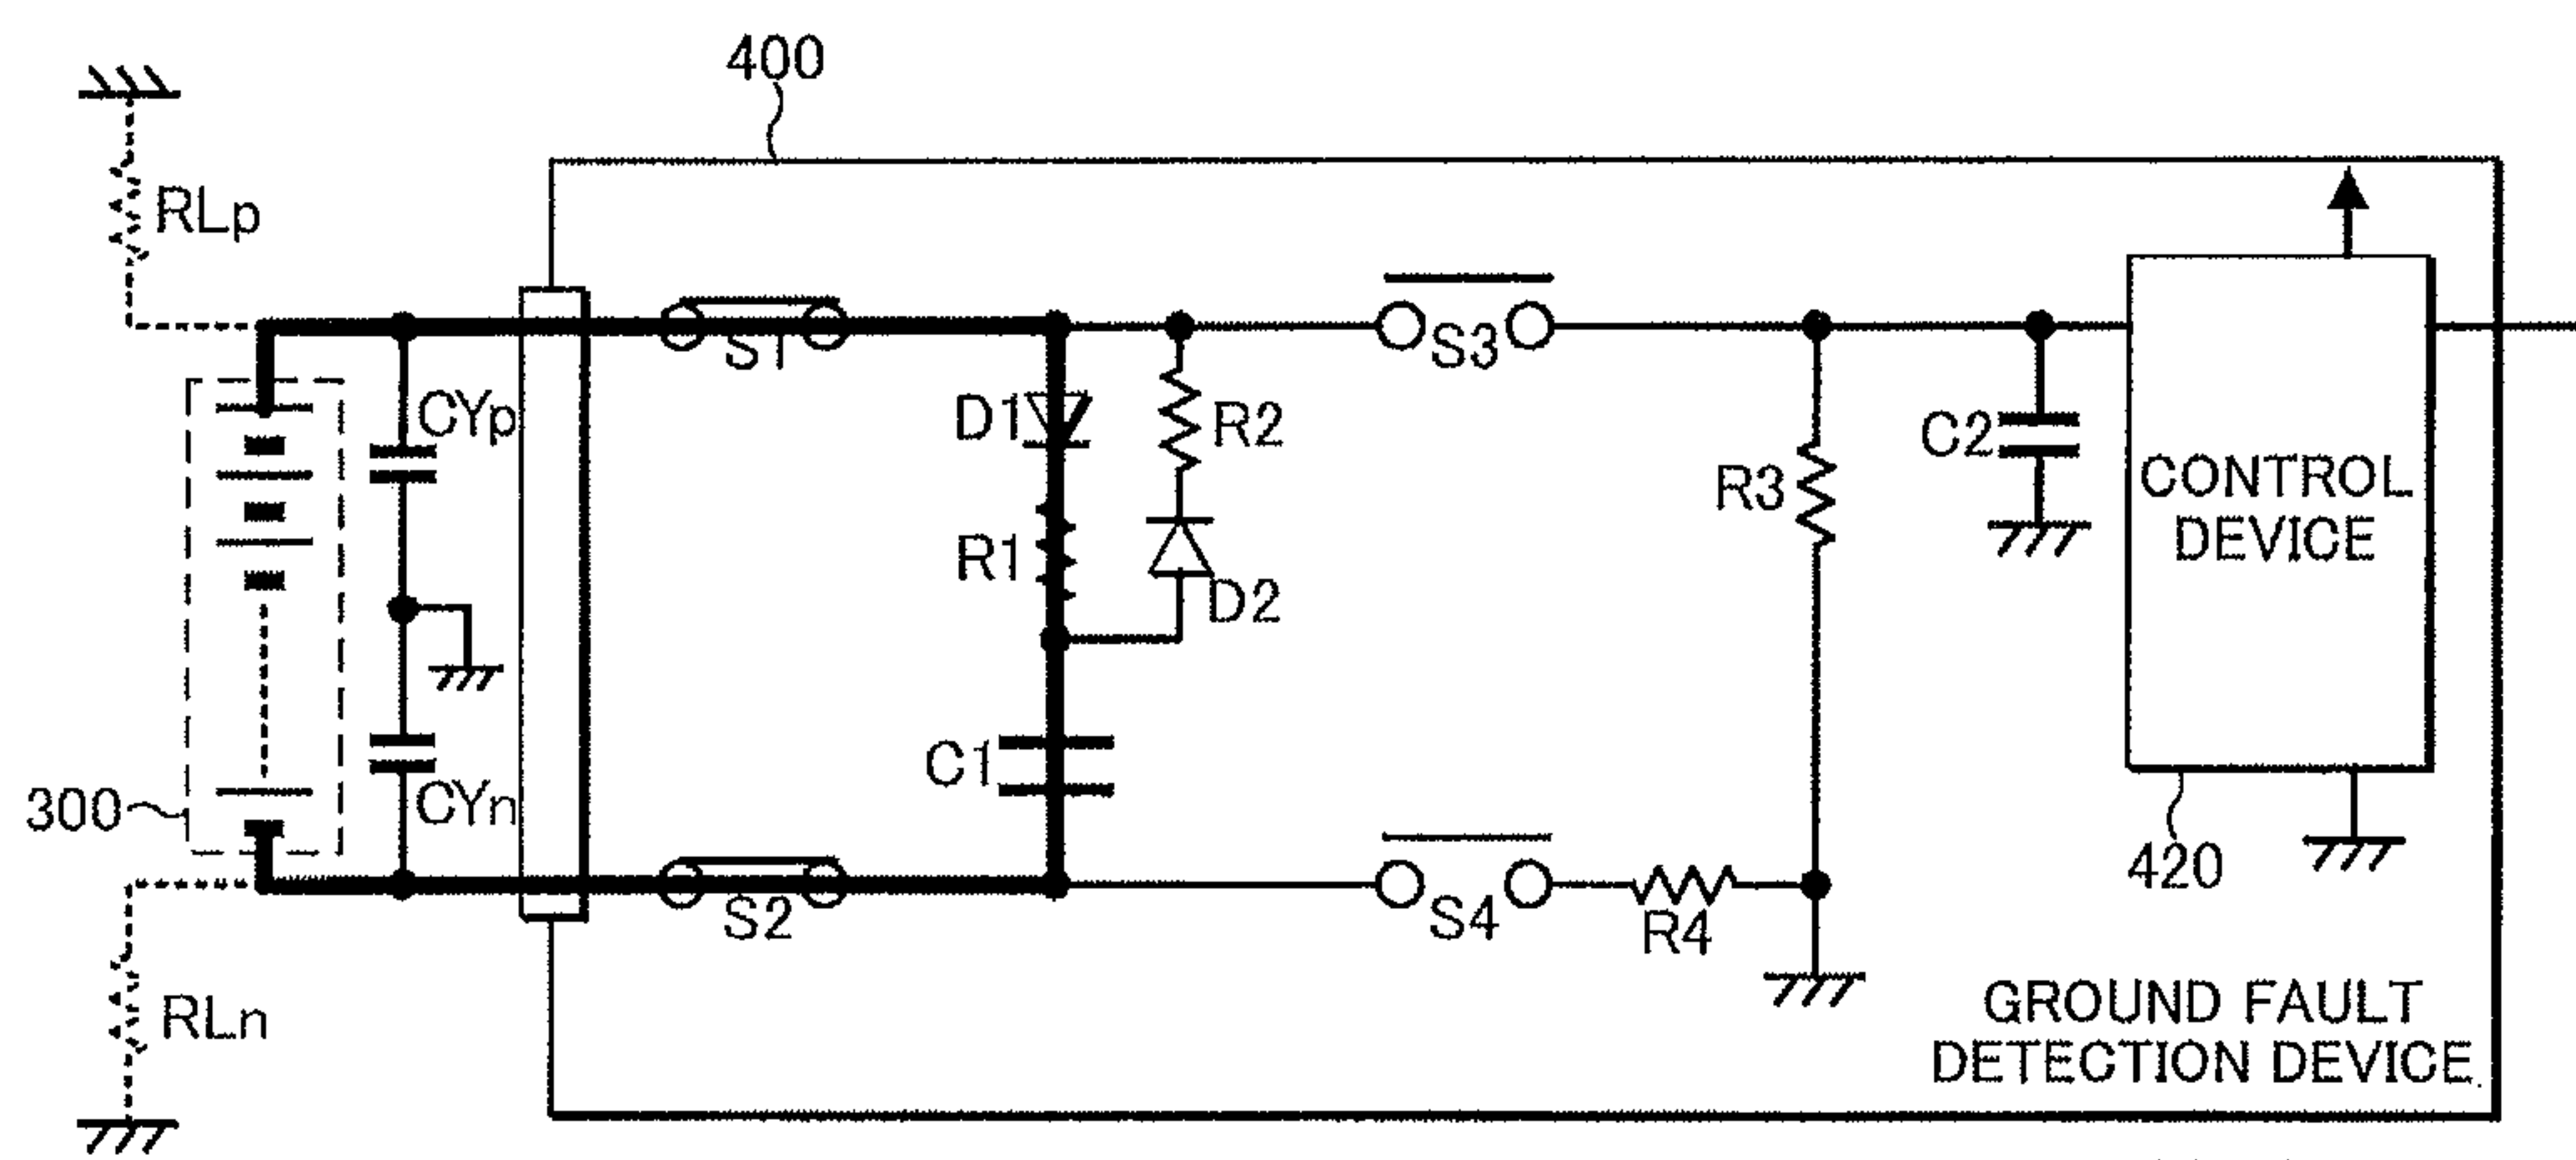 400
RLp
S1
S3
CYp
D1
R2
C2
R3
CONTROL
DEVICE
R1
D2
C1
300
CYn
420
S2
S4
R4
RLn
GROUND FAULT
DETECTION DEVICE